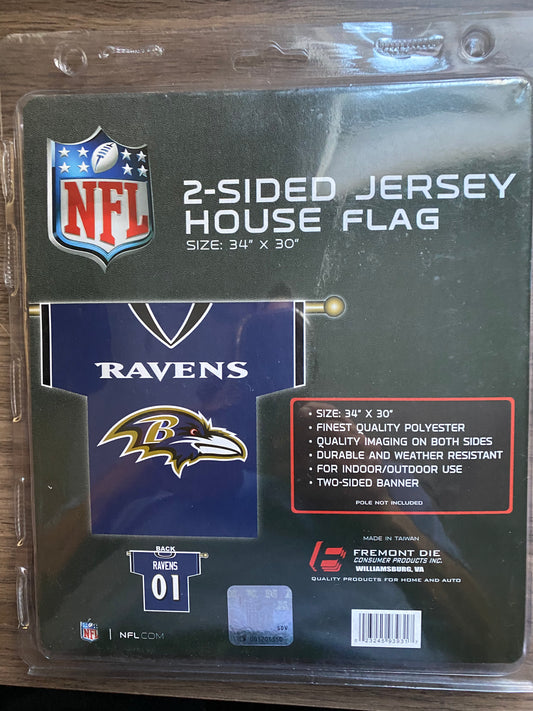 NFL
2-SIDED JERSEY
HOUSE FLAG
SIZE: 34" X 30"
RAVENS
B
• SIZE: 34" X 30"
• FINEST QUALITY POLYESTER
• QUALITY IMAGING ON BOTH SIDES
• DURABLE AND WEATHER RESISTANT
• FOR INDOOR/OUTDOOR USE
• TWO-SIDED BANNER
POLE NOT INCLUDED
MADE IN TAIWAN
FREMONT DIE
CONSUMER PRODUCTS INC.
WILLIAMSBURG, VA
QUALITY PRODUCTS FOR HOME AND AUTO
BACK
RAVENS
01
NFL | NFL.COM